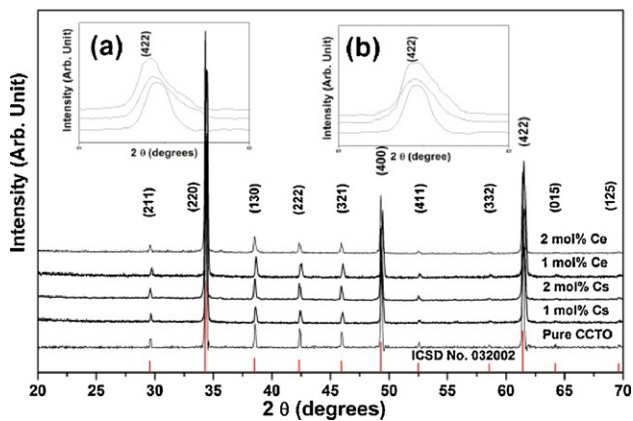 (a)
(422)
Intensity (Arb. Unit)
2 θ (degrees)
(b)
(422)
Intensity (Arb. Unit)
2 θ (degree)
Intensity (Arb. Unit)
(211)
(220)
(130)
(222)
(321)
(400)
(411)
(332)
(422)
(015)
(125)
2 mol% Ce
1 mol% Ce
2 mol% Cs
1 mol% Cs
Pure CCTO
ICSD No. 032002
20 25 30 35 40 45 50 55 60 65 70
2 θ (degrees)